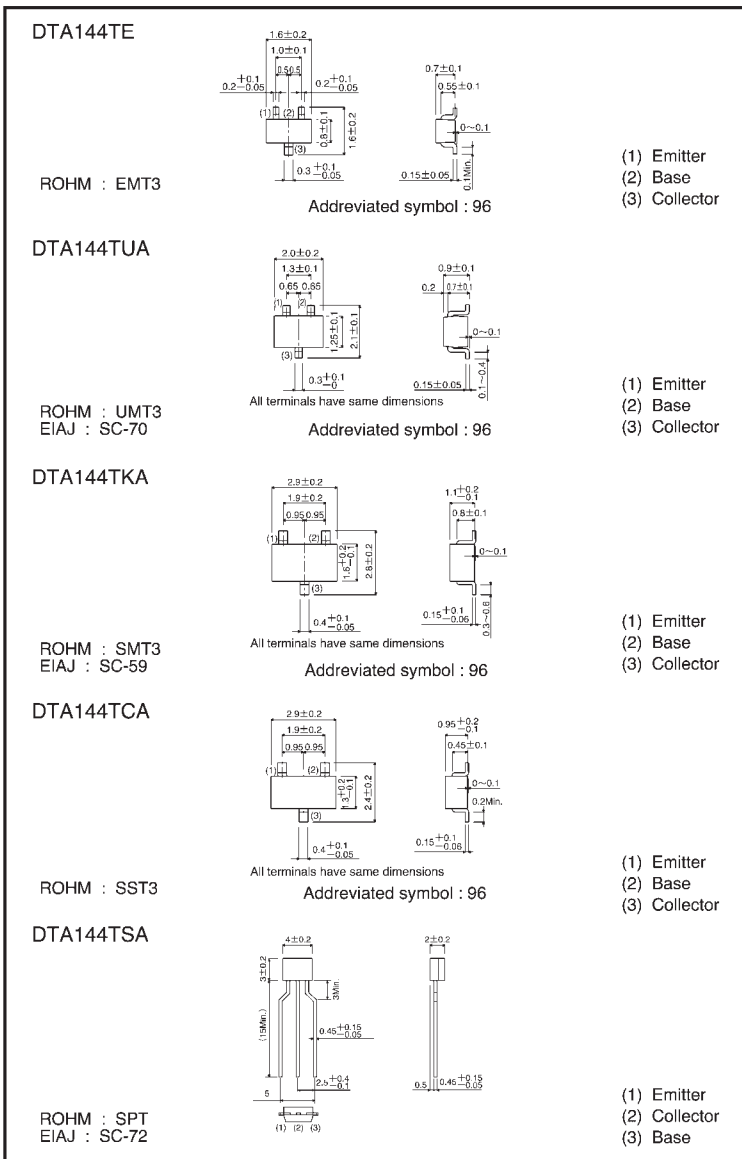 DTA144TE
1.6±0.2
1.0±0.1
0.5 0.5
0.2+0.1−0.05
0.2+0.1−0.05
(1) (2)
0.8±0.1
1.6±0.2
(3)
0.3+0.1−0.05
0.7±0.1
0.55±0.1
0~0.1
0.15±0.05
0.1Min.
ROHM : EMT3
Addreviated symbol : 96
(1) Emitter
(2) Base
(3) Collector
DTA144TUA
2.0±0.2
1.3±0.1
0.65 0.65
(1) (2)
1.25±0.1
2.1±0.1
(3)
0.3+0.1−0
0.9±0.1
0.2 0.7±0.1
0~0.1
0.15±0.05
0.1~0.4
All terminals have same dimensions
ROHM : UMT3
EIAJ : SC-70
Addreviated symbol : 96
(1) Emitter
(2) Base
(3) Collector
DTA144TKA
2.9±0.2
1.9±0.2
0.95 0.95
(1) (2)
1.6+0.2−0.1
2.8±0.2
(3)
0.4+0.1−0.05
1.1+0.2−0.1
0.8±0.1
0~0.1
0.15+0.1−0.06
0.3~0.6
All terminals have same dimensions
ROHM : SMT3
EIAJ : SC-59
Addreviated symbol : 96
(1) Emitter
(2) Base
(3) Collector
DTA144TCA
2.9±0.2
1.9±0.2
0.95 0.95
(1) (2)
1.3+0.2−0.1
2.4±0.2
(3)
0.4+0.1−0.05
0.95+0.2−0.1
0.45±0.1
0~0.1
0.2Min.
0.15+0.1−0.06
All terminals have same dimensions
ROHM : SST3
Addreviated symbol : 96
(1) Emitter
(2) Base
(3) Collector
DTA144TSA
4±0.2
2±0.2
3±0.2
3Min.
(15Min.)
0.45+0.15−0.05
2.5+0.4−0.1
5
0.5 0.45+0.15−0.05
(1) (2) (3)
ROHM : SPT
EIAJ : SC-72
(1) Emitter
(2) Collector
(3) Base